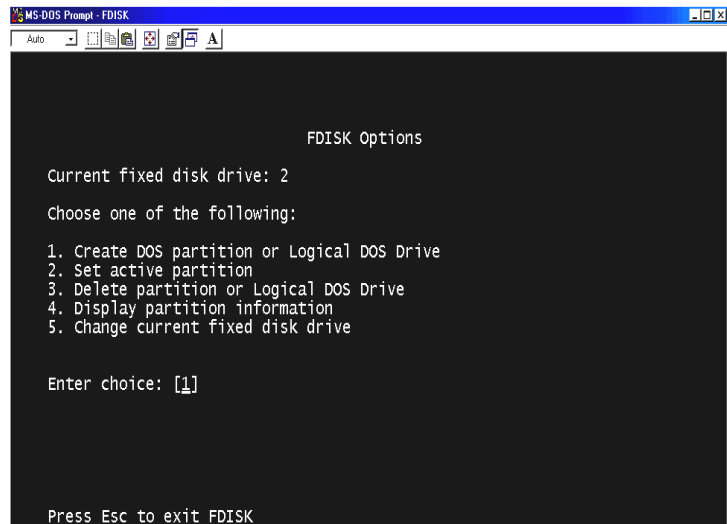 MS-DOS Prompt - FDISK
Auto
A
FDISK Options
Current fixed disk drive: 2
Choose one of the following:
1. Create DOS partition or Logical DOS Drive
2. Set active partition
3. Delete partition or Logical DOS Drive
4. Display partition information
5. Change current fixed disk drive
Enter choice: [1]
Press Esc to exit FDISK